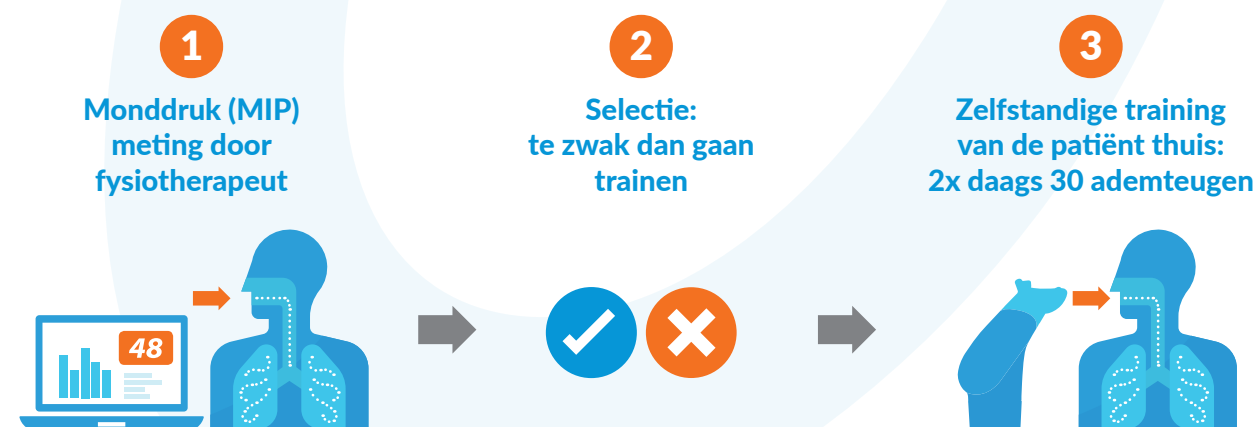 1
Monddruk (MIP)
meting door
fysiotherapeut
48
2
Selectie:
te zwak dan gaan
trainen
3
Zelfstandige training
van de patiënt thuis:
2x daags 30 ademteugen